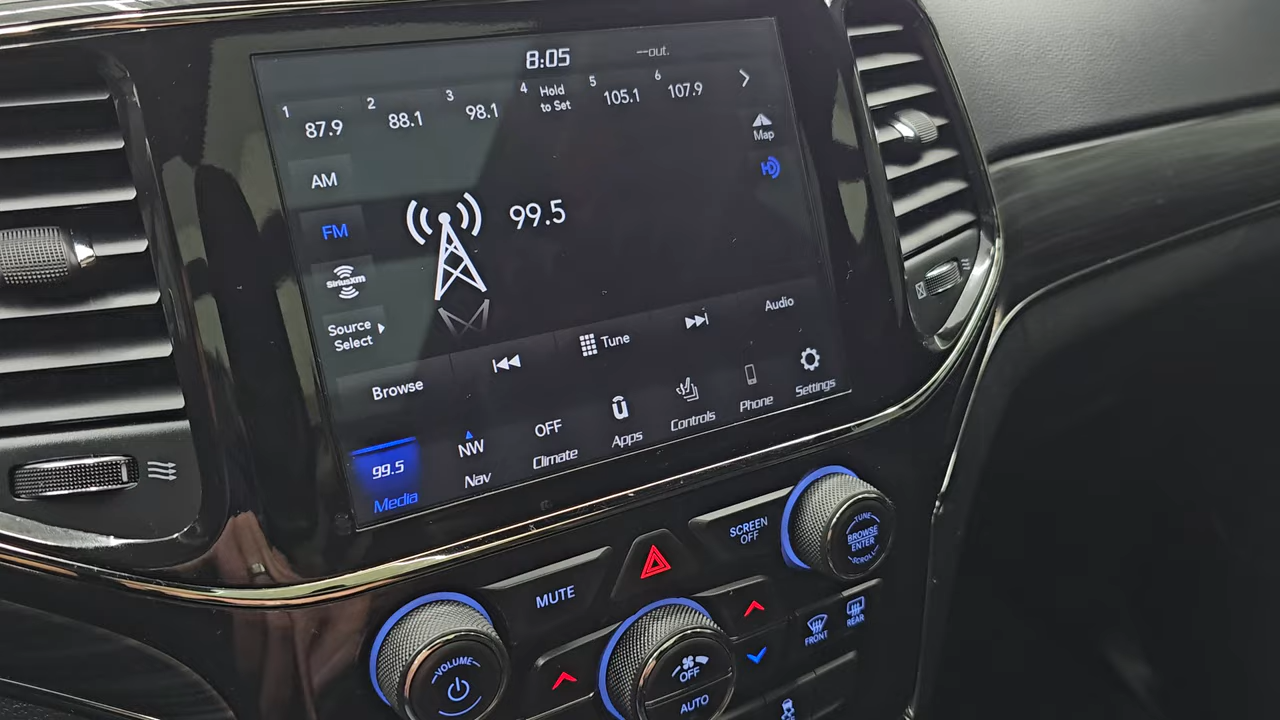 8:05
--out.
1 87.9
2 88.1
3 98.1
4 Hold
to Set
5 105.1
6 107.9
Map
HD
AM
FM
99.5
SiriusXM
Source
Select
Browse
Tune
Audio
99.5
Media
NW
Nav
OFF
Climate
Apps
Controls
Phone
Settings
SCREEN
OFF
TUNE
BROWSE
ENTER
SCROLL
MUTE
VOLUME
OFF
AUTO
FRONT
REAR